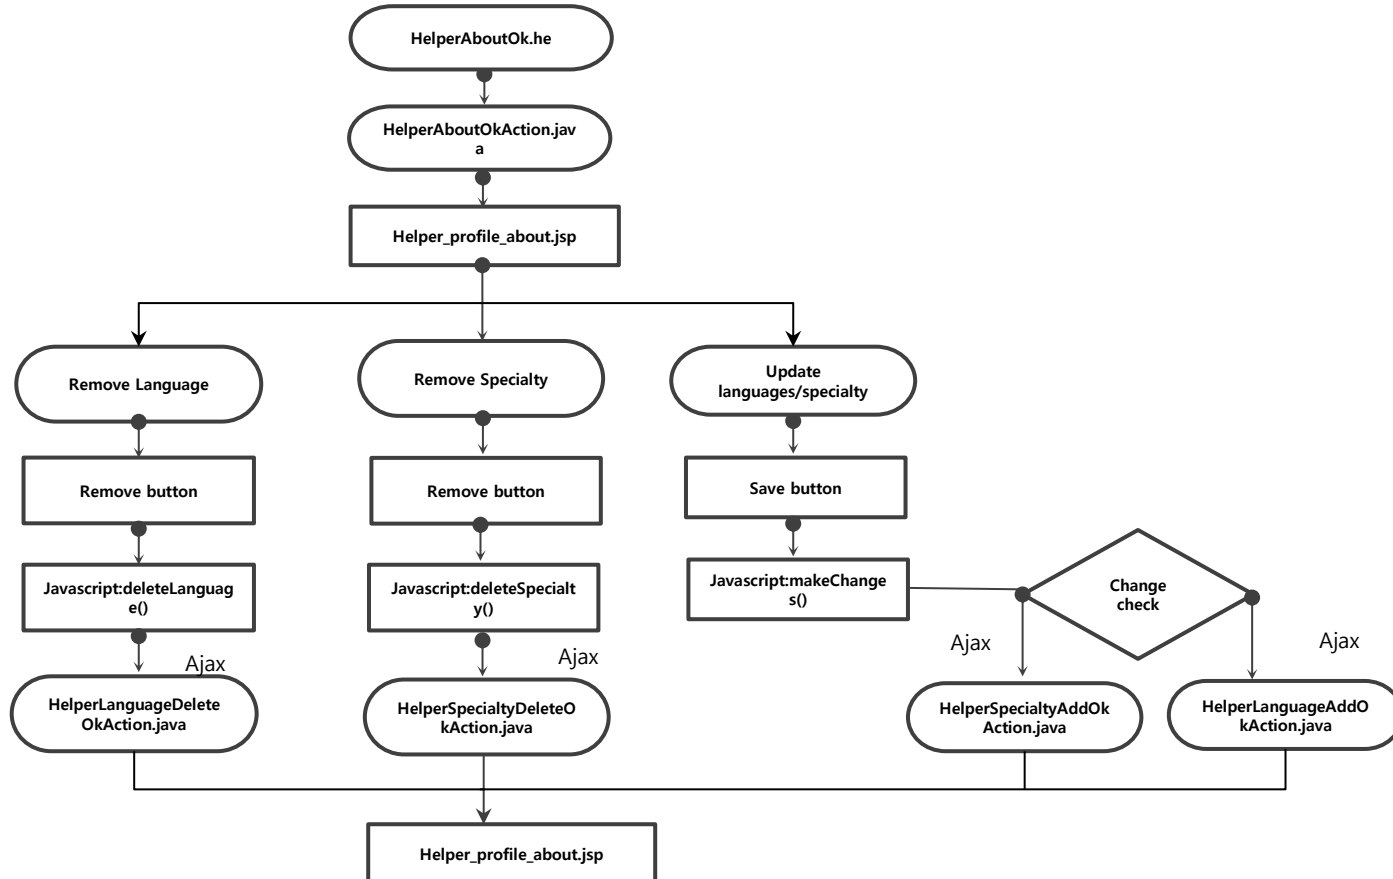 HelperAboutOk.he
HelperAboutOkAction.jav
a
Helper_profile_about.jsp
Remove Language
Remove Specialty
Update
languages/specialty
Remove button
Remove button
Save button
Javascript:deleteLanguag
e()
Javascript:deleteSpecialt
y()
Javascript:makeChange
s()
Change
check
Ajax
Ajax
Ajax
Ajax
HelperLanguageDelete
OkAction.java
HelperSpecialtyDeleteO
kAction.java
HelperSpecialtyAddOk
Action.java
HelperLanguageAddO
kAction.java
Helper_profile_about.jsp